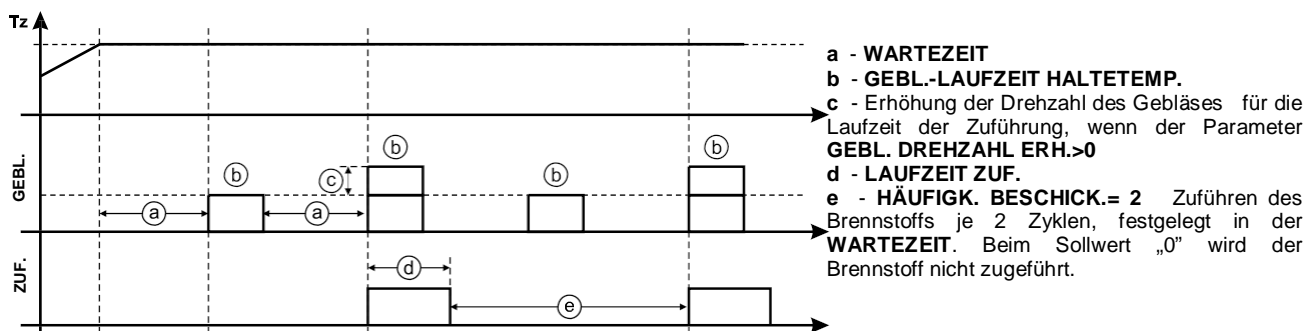 Tz
GEBL.
ZUF.
a
b
a
c
b
b
b
d
e
a - WARTEZEIT
b - GEBL.-LAUFZEIT HALTETEMP.
c - Erhöhung der Drehzahl des Gebläses für die
Laufzeit der Zuführung, wenn der Parameter
GEBL. DREHZAHL ERH.>0
d - LAUFZEIT ZUF.
e - HÄUFIGK. BESCHICK.= 2 Zuführen des
Brennstoffs je 2 Zyklen, festgelegt in der
WARTEZEIT. Beim Sollwert „0” wird der
Brennstoff nicht zugeführt.